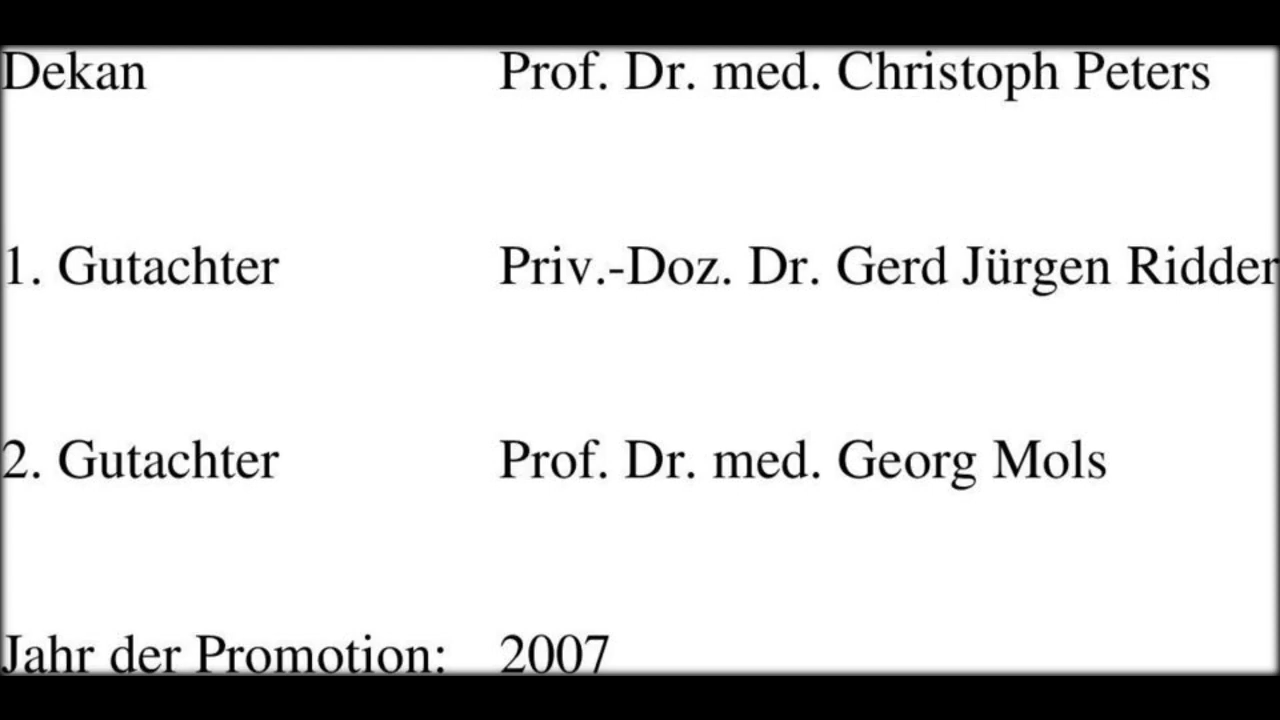 Dekan Prof. Dr. med. Christoph Peters
1. Gutachter Priv.-Doz. Dr. Gerd Jürgen Ridder
2. Gutachter Prof. Dr. med. Georg Mols
Jahr der Promotion: 2007